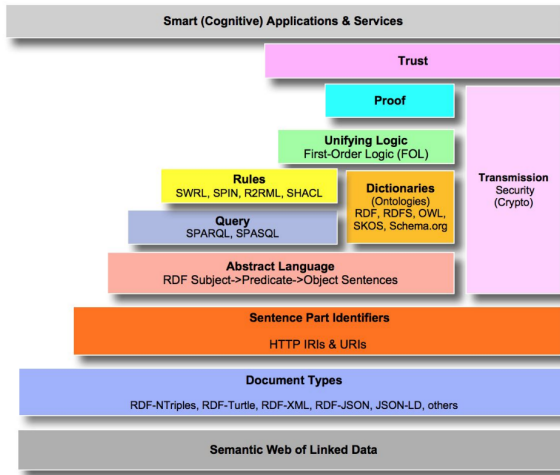 Smart (Cognitive) Applications & Services
Trust
Proof
Unifying Logic
First-Order Logic (FOL)
Transmission
Security
(Crypto)
Rules
SWRL, SPIN, R2RML, SHACL
Dictionaries
(Ontologies)
RDF, RDFS, OWL,
SKOS, Schema.org
Query
SPARQL, SPASQL
Abstract Language
RDF Subject->Predicate->Object Sentences
Sentence Part Identifiers
HTTP IRIs & URIs
Document Types
RDF-NTriples, RDF-Turtle, RDF-XML, RDF-JSON, JSON-LD, others
Semantic Web of Linked Data